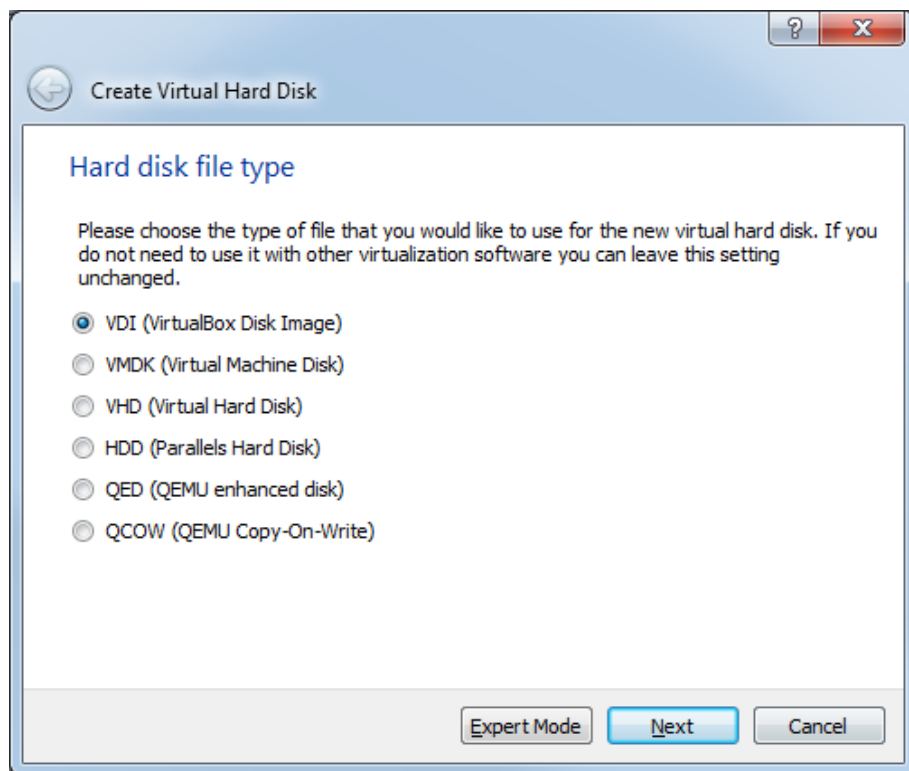 ?
X
Create Virtual Hard Disk
Hard disk file type
Please choose the type of file that you would like to use for the new virtual hard disk. If you
do not need to use it with other virtualization software you can leave this setting
unchanged.
VDI (VirtualBox Disk Image)
VMDK (Virtual Machine Disk)
VHD (Virtual Hard Disk)
HDD (Parallels Hard Disk)
QED (QEMU enhanced disk)
QCOW (QEMU Copy-On-Write)
Expert Mode Next Cancel